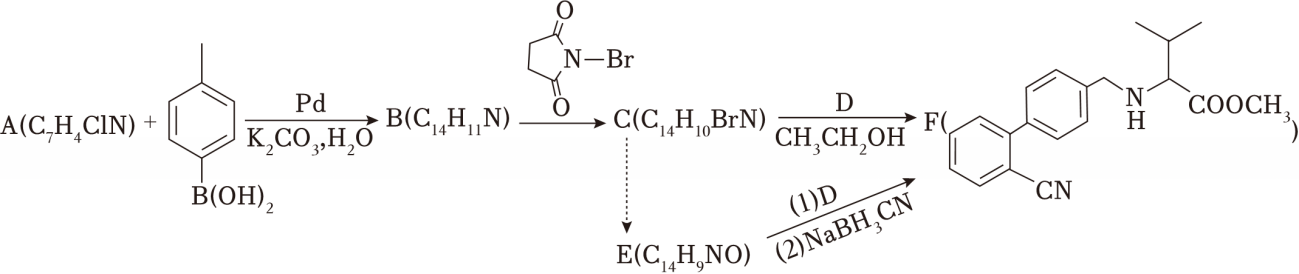 O
N—Br
O
A(C₇H₄ClN) +
B(OH)₂
Pd
K₂CO₃,H₂O
B(C₁₄H₁₁N)
C(C₁₄H₁₀BrN)
D
CH₃CH₂OH
F(
N
H
COOCH₃
)
CN
E(C₁₄H₉NO)
(1)D
(2)NaBH₃CN